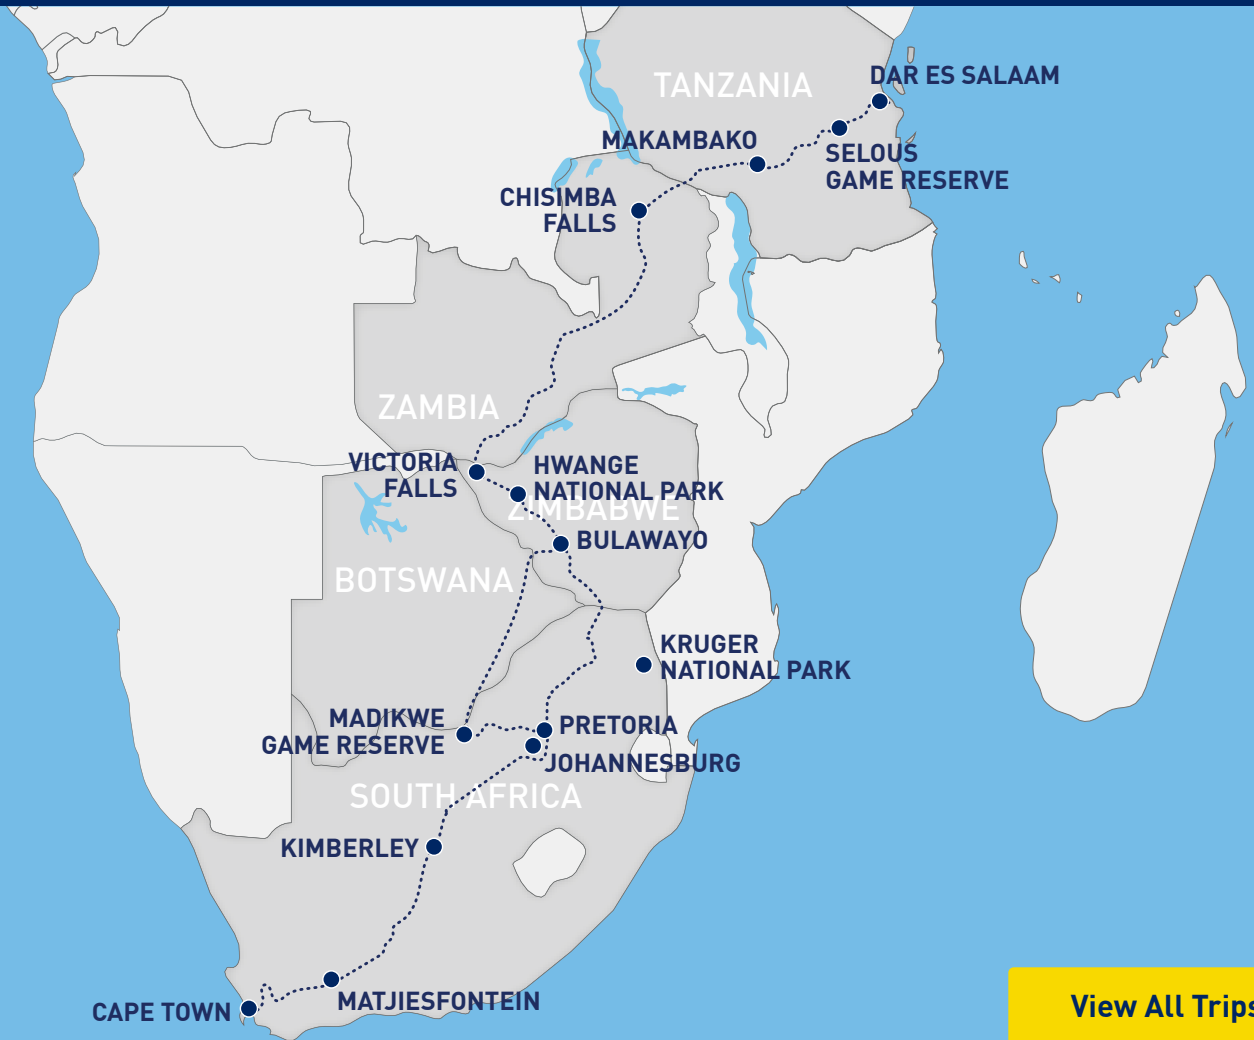 TANZANIA
DAR ES SALAAM
MAKAMBAKO
SELOUS
GAME RESERVE
CHISIMBA
FALLS
ZAMBIA
VICTORIA
FALLS
HWANGE
NATIONAL PARK
ZIMBABWE
BULAWAYO
BOTSWANA
KRUGER
NATIONAL PARK
MADIKWE
GAME RESERVE
PRETORIA
JOHANNESBURG
SOUTH AFRICA
KIMBERLEY
MATJIESFONTEIN
CAPE TOWN
View All Trips